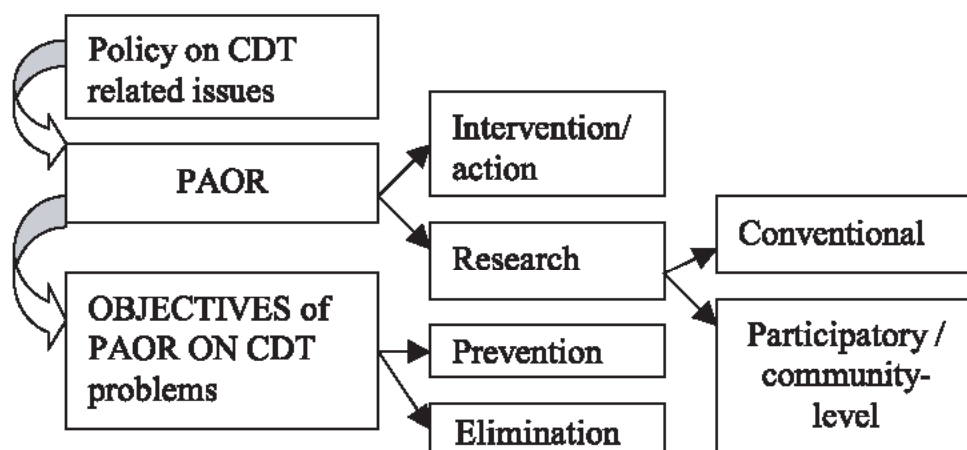 Policy on CDT
related issues
PAOR
Intervention/
action
Research
Conventional
Participatory /
community-
level
OBJECTIVES of
PAOR ON CDT
problems
Prevention
Elimination